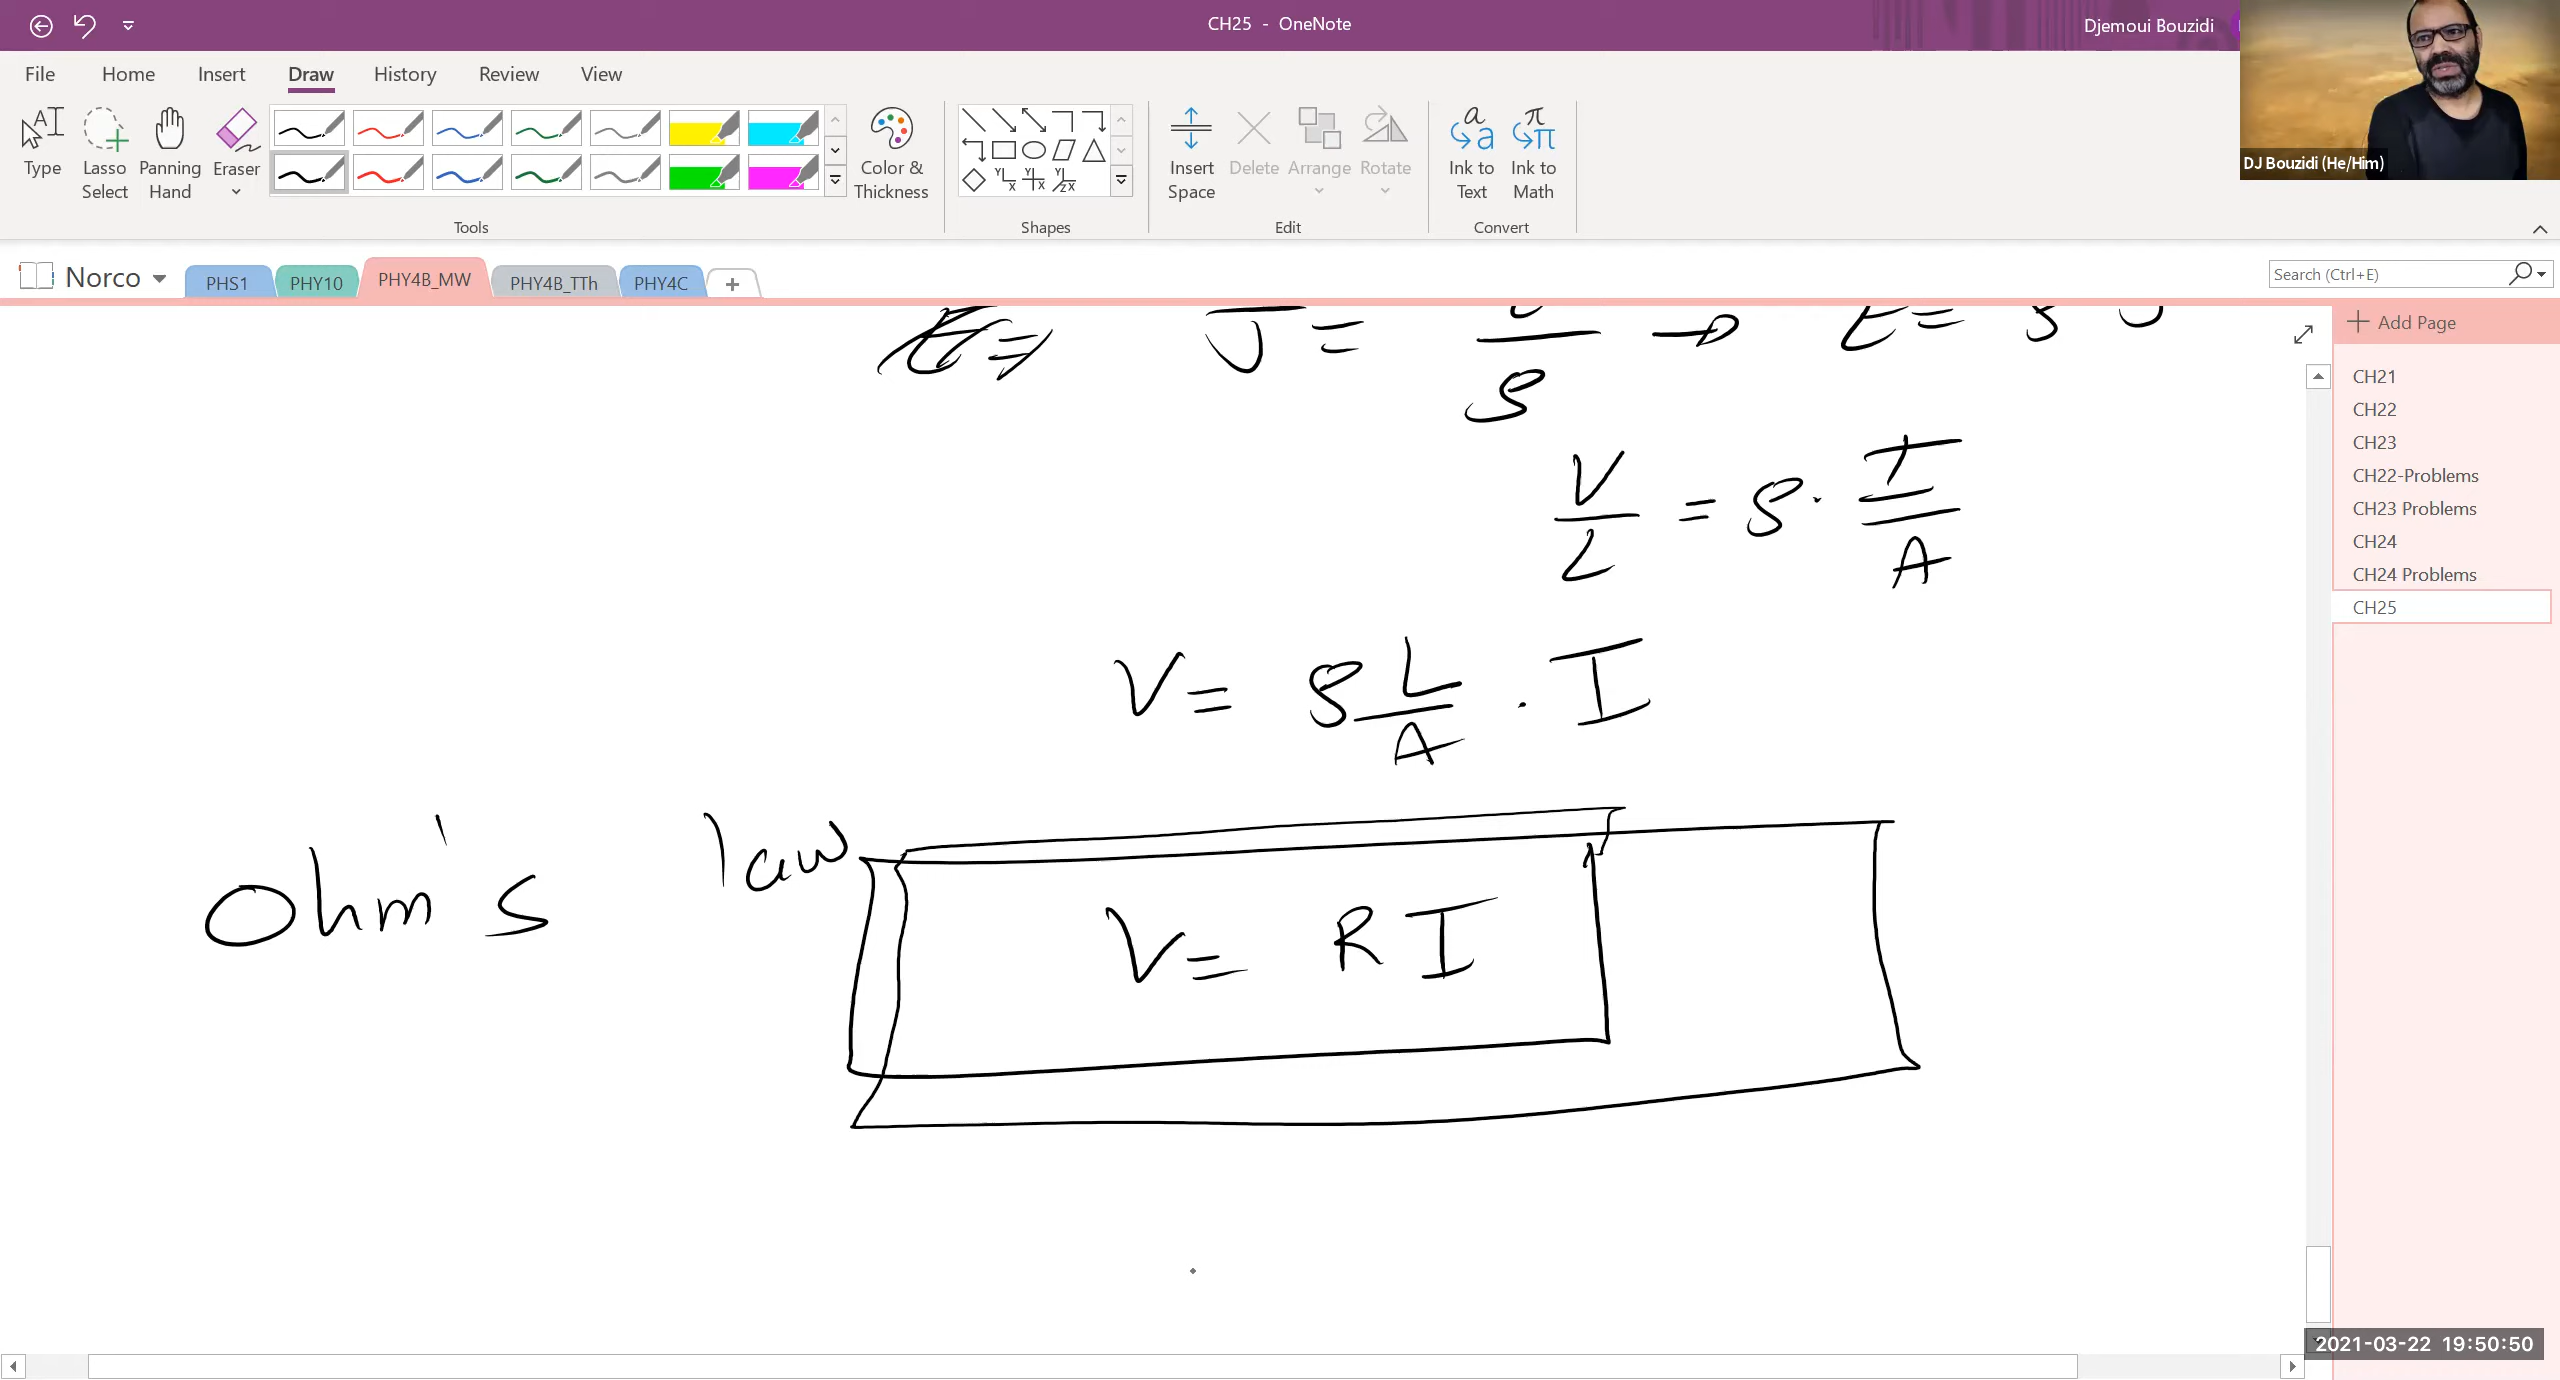 CH25 - OneNote
Djemoui Bouzidi
File Home Insert Draw History Review View
Type
Lasso Select
Panning Hand
Eraser
Color & Thickness
Insert Space
Delete
Arrange
Rotate
Ink to Text
Ink to Math
Tools Shapes Edit Convert
DJ Bouzidi (He/Him)
Norco PHS1 PHY10 PHY4B_MW PHY4B_TTh PHY4C +
Search (Ctrl+E)
Add Page
CH21
CH22
CH23
CH22-Problems
CH23 Problems
CH24
CH24 Problems
CH25
V/L = ρ · I/A
V = ρ L/A · I
Ohm's law
V = R I
2021-03-22 19:50:50